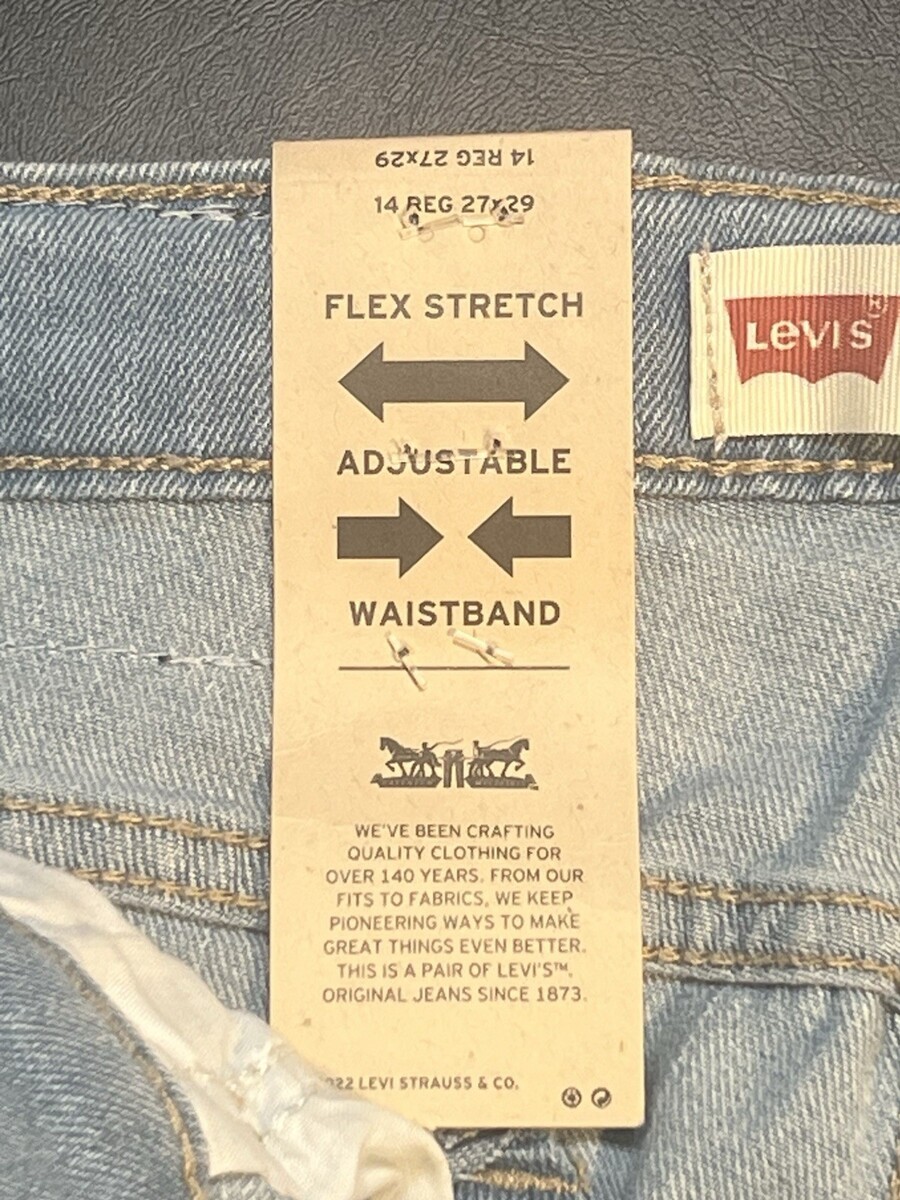 14 REG 27x29
14 REG 27x29
FLEX STRETCH
LEVI'S
ADJUSTABLE
WAISTBAND
WE'VE BEEN CRAFTING
QUALITY CLOTHING FOR
OVER 140 YEARS. FROM OUR
FITS TO FABRICS, WE KEEP
PIONEERING WAYS TO MAKE
GREAT THINGS EVEN BETTER.
THIS IS A PAIR OF LEVI'S™,
ORIGINAL JEANS SINCE 1873.
22 LEVI STRAUSS & CO.